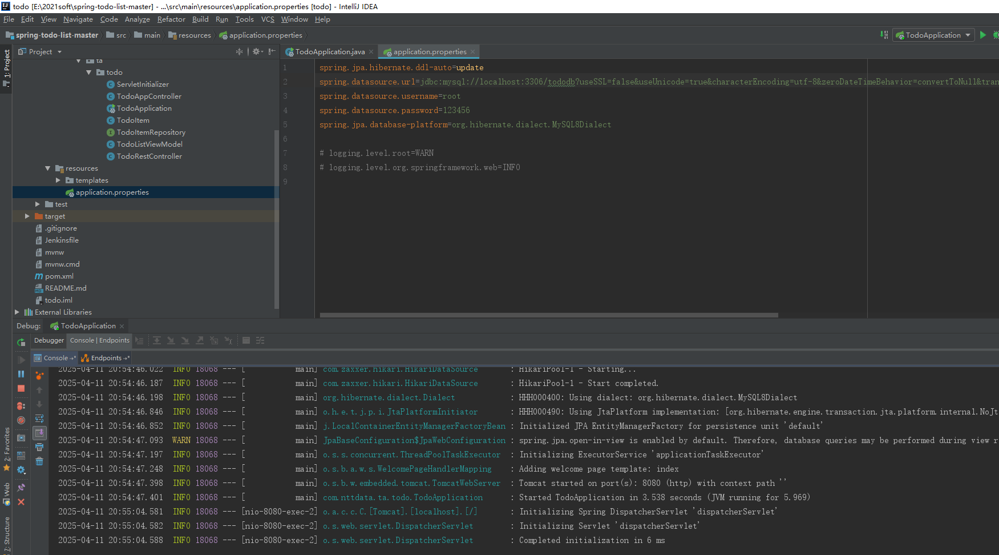 todo [E:\2021soft\spring-todo-list-master] - ...\src\main\resources\application.properties [todo] - IntelliJ IDEA
File Edit View Navigate Code Analyze Refactor Build Run Tools VCS Window Help
spring-todo-list-master src main resources application.properties
TodoApplication
1: Project
Project
TodoApplication.java application.properties
ta
todo
ServletInitializer
TodoAppController
TodoApplication
TodoItem
TodoItemRepository
TodoListViewModel
TodoRestController
resources
templates
application.properties
test
target
.gitignore
Jenkinsfile
mvnw
mvnw.cmd
pom.xml
README.md
todo.iml
External Libraries
1 spring.jpa.hibernate.ddl-auto=update
2 spring.datasource.url=jdbc:mysql://localhost:3306/tododb?useSSL=false&useUnicode=true&characterEncoding=utf-8&zeroDateTimeBehavior=convertToNull&tran
3 spring.datasource.username=root
4 spring.datasource.password=123456
5 spring.jpa.database-platform=org.hibernate.dialect.MySQL8Dialect
6
7 # logging.level.root=WARN
8 # logging.level.org.springframework.web=INFO
9
Debug: TodoApplication
Debugger Console | Endpoints
Console Endpoints
2025-04-11 20:54:46.022 INFO 18068 --- [ main] com.zaxxer.hikari.HikariDataSource : HikariPool-1 - Starting...
2025-04-11 20:54:46.187 INFO 18068 --- [ main] com.zaxxer.hikari.HikariDataSource : HikariPool-1 - Start completed.
2025-04-11 20:54:46.198 INFO 18068 --- [ main] org.hibernate.dialect.Dialect : HHH000400: Using dialect: org.hibernate.dialect.MySQL8Dialect
2025-04-11 20:54:46.846 INFO 18068 --- [ main] o.h.e.t.j.p.i.JtaPlatformInitiator : HHH000490: Using JtaPlatform implementation: [org.hibernate.engine.transaction.jta.platform.internal.NoJt
2025-04-11 20:54:46.852 INFO 18068 --- [ main] j.LocalContainerEntityManagerFactoryBean : Initialized JPA EntityManagerFactory for persistence unit 'default'
2025-04-11 20:54:47.093 WARN 18068 --- [ main] JpaBaseConfiguration$JpaWebConfiguration : spring.jpa.open-in-view is enabled by default. Therefore, database queries may be performed during view r
2025-04-11 20:54:47.197 INFO 18068 --- [ main] o.s.s.concurrent.ThreadPoolTaskExecutor : Initializing ExecutorService 'applicationTaskExecutor'
2025-04-11 20:54:47.248 INFO 18068 --- [ main] o.s.b.a.w.s.WelcomePageHandlerMapping : Adding welcome page template: index
2025-04-11 20:54:47.398 INFO 18068 --- [ main] o.s.b.w.embedded.tomcat.TomcatWebServer : Tomcat started on port(s): 8080 (http) with context path ''
2025-04-11 20:54:47.401 INFO 18068 --- [ main] com.nttdata.ta.todo.TodoApplication : Started TodoApplication in 3.538 seconds (JVM running for 5.969)
2025-04-11 20:55:04.581 INFO 18068 --- [nio-8080-exec-2] o.a.c.c.C.[Tomcat].[localhost].[/] : Initializing Spring DispatcherServlet 'dispatcherServlet'
2025-04-11 20:55:04.582 INFO 18068 --- [nio-8080-exec-2] o.s.web.servlet.DispatcherServlet : Initializing Servlet 'dispatcherServlet'
2025-04-11 20:55:04.588 INFO 18068 --- [nio-8080-exec-2] o.s.web.servlet.DispatcherServlet : Completed initialization in 6 ms
2: Favorites
Web
7: Structure